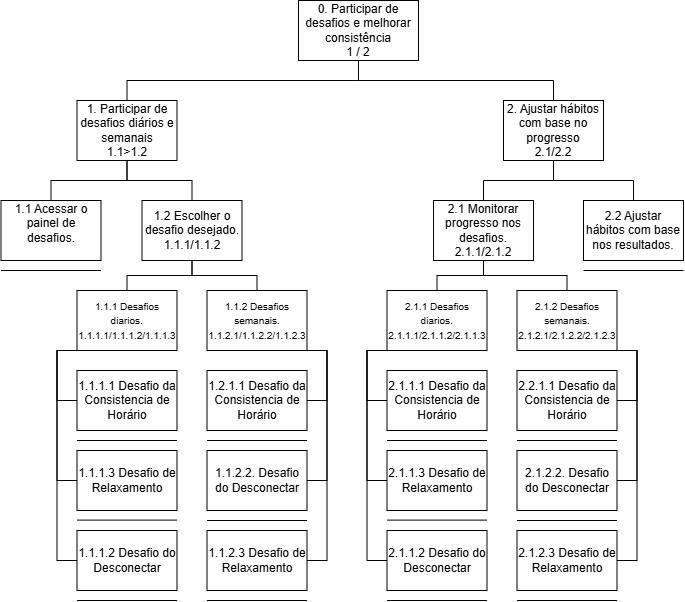 0. Participar de
desafios e melhorar
consistência
1 / 2
1. Participar de
desafios diários e
semanais
1.1>1.2
2. Ajustar hábitos
com base no
progresso
2.1/2.2
1.1 Acessar o
painel de
desafios.
1.2 Escolher o
desafio desejado.
1.1.1/1.1.2
2.1 Monitorar
progresso nos
desafios.
2.1.1/2.1.2
2.2 Ajustar
hábitos com base
nos resultados.
1.1.1 Desafios
diarios.
1.1.1.1/1.1.1.2/1.1.1.3
1.1.2 Desafios
semanais.
1.1.2.1/1.1.2.2/1.1.2.3
2.1.1 Desafios
diarios.
2.1.1.1/2.1.1.2/2.1.1.3
2.1.2 Desafios
semanais.
2.1.2.1/2.1.2.2/2.1.2.3
1.1.1.1 Desafio da
Consistencia de
Horário
1.2.1.1 Desafio da
Consistencia de
Horário
2.1.1.1 Desafio da
Consistencia de
Horário
2.2.1.1 Desafio da
Consistencia de
Horário
1.1.1.3 Desafio de
Relaxamento
1.1.2.2. Desafio
do Desconectar
2.1.1.3 Desafio de
Relaxamento
2.1.2.2. Desafio
do Desconectar
1.1.1.2 Desafio do
Desconectar
1.1.2.3 Desafio de
Relaxamento
2.1.1.2 Desafio do
Desconectar
2.1.2.3 Desafio de
Relaxamento